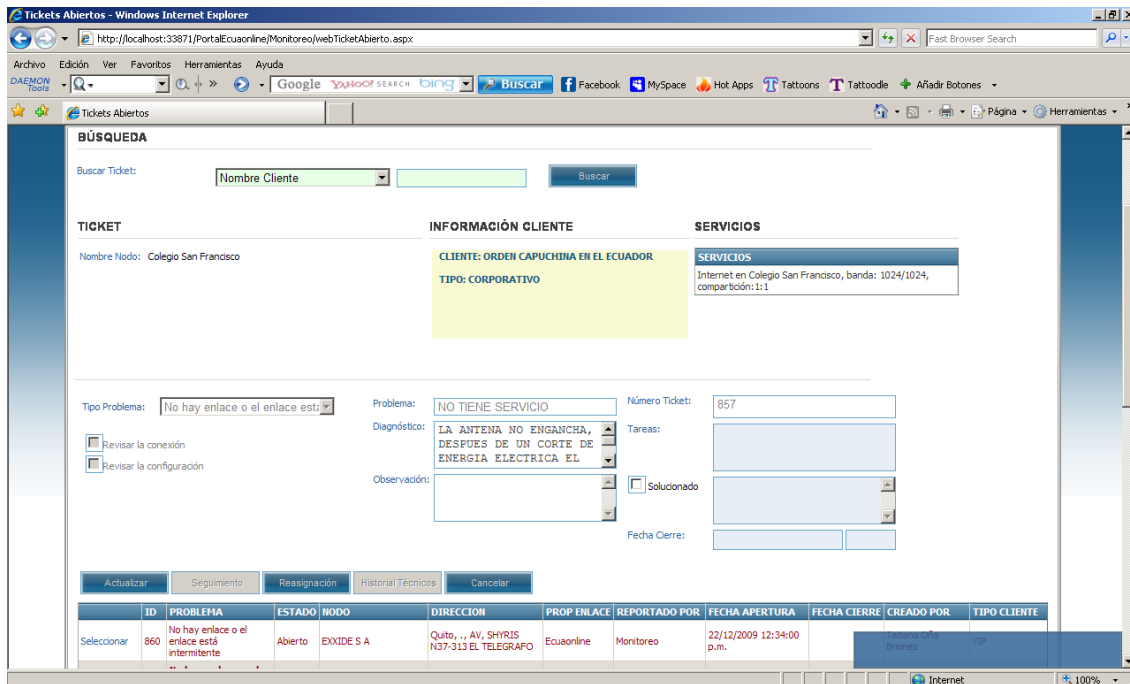 Tickets Abiertos - Windows Internet Explorer
http://localhost:33871/PortalEcuaonline/Monitoreo/webTicketAbierto.aspx
Fast Browser Search
Archivo Edición Ver Favoritos Herramientas Ayuda
DAEMON Tools
Google YAHOO! SEARCH bing Buscar Facebook MySpace Hot Apps Tattoons Tattoodle Añadir Botones
Tickets Abiertos
Página Herramientas
BÚSQUEDA
Buscar Ticket: Nombre Cliente Buscar
TICKET INFORMACIÓN CLIENTE SERVICIOS
Nombre Nodo: Colegio San Francisco
CLIENTE: ORDEN CAPUCHINA EN EL ECUADOR
TIPO: CORPORATIVO
SERVICIOS
Internet en Colegio San Francisco, banda: 1024/1024,
compartición:1:1
Tipo Problema: No hay enlace o el enlace est
Revisar la conexión
Revisar la configuración
Problema: NO TIENE SERVICIO
Diagnóstico: LA ANTENA NO ENGANCHA,
DESPUES DE UN CORTE DE
ENERGIA ELECTRICA EL
Observación:
Número Ticket: 857
Tareas:
Solucionado
Fecha Cierre:
Actualizar Seguimiento Reasignación Historial Técnicos Cancelar
ID PROBLEMA ESTADO NODO DIRECCION PROP ENLACE REPORTADO POR FECHA APERTURA FECHA CIERRE CREADO POR TIPO CLIENTE
Seleccionar 860 No hay enlace o el
enlace está
intermitente
Abierto EXXIDE S A Quito, ., AV, SHYRIS
N37-313 EL TELEGRAFO
Ecuaonline Monitoreo 22/12/2009 12:34:00
p.m.
Tatiana Oña
Briones
VIP
Internet 100%